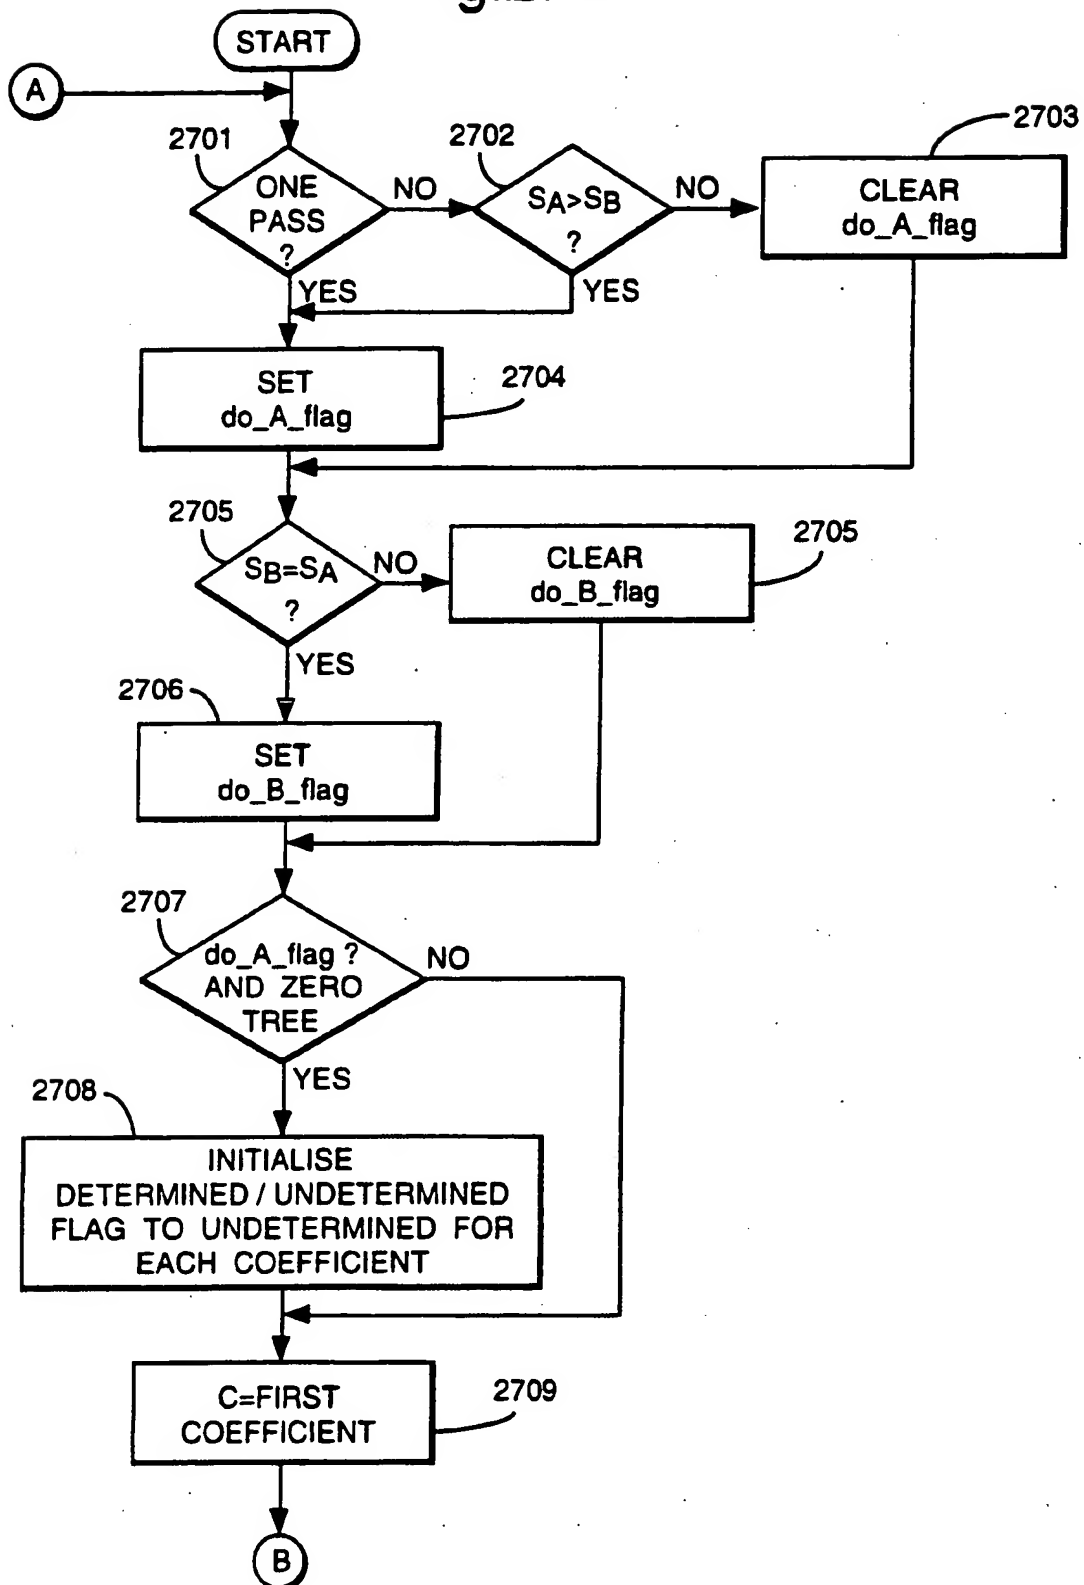 START
A
2701
ONE
PASS
?
NO
YES
2702
SA>SB
?
NO
YES
2703
CLEAR
do_A_flag
SET
do_A_flag
2704
2705
SB=SA
?
NO
YES
CLEAR
do_B_flag
2705
2706
SET
do_B_flag
2707
do_A_flag ?
AND ZERO
TREE
NO
YES
2708
INITIALISE
DETERMINED / UNDETERMINED
FLAG TO UNDETERMINED FOR
EACH COEFFICIENT
C=FIRST
COEFFICIENT
2709
B